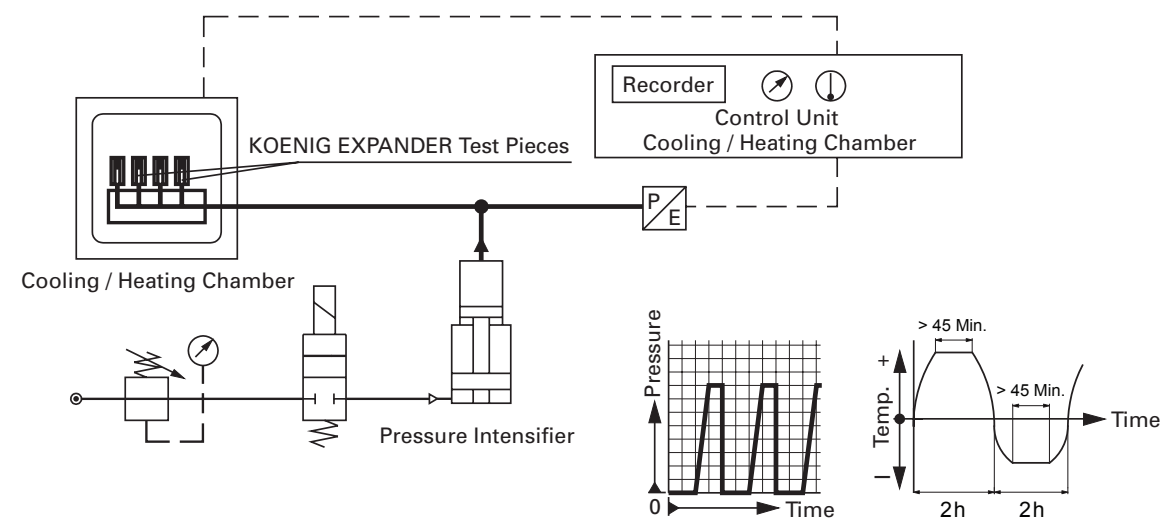 Recorder
Control Unit
Cooling / Heating Chamber
KOENIG EXPANDER Test Pieces
P
E
Cooling / Heating Chamber
Pressure Intensifier
Pressure
0
Time
> 45 Min.
> 45 Min.
+
Temp.
–
Time
2h
2h